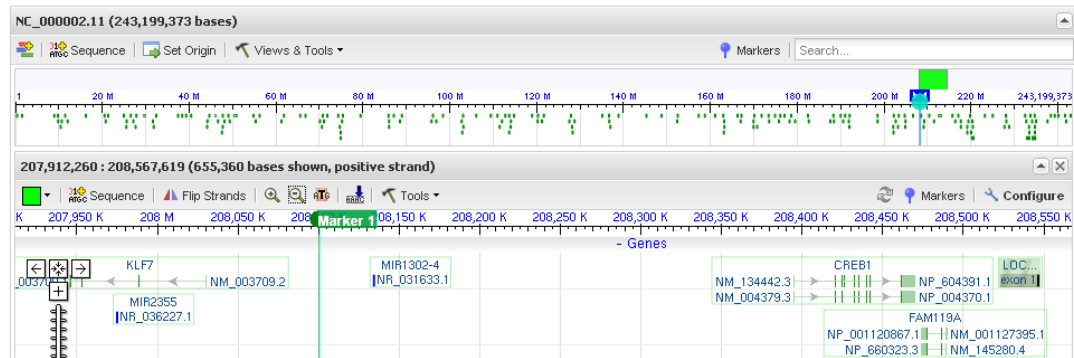 NC_000002.11 (243,199,373 bases)
Sequence Set Origin Views & Tools Markers Search...
1 20 M 40 M 60 M 80 M 100 M 120 M 140 M 160 M 180 M 200 M 220 M 243,199,373
207,912,260 : 208,567,619 (655,360 bases shown, positive strand)
Sequence Flip Strands ATG Tools Markers Configure
K 207,950 K 208 M 208,050 K 208 Marker 1 08,150 K 208,200 K 208,250 K 208,300 K 208,350 K 208,400 K 208,450 K 208,500 K 208,550 K
- Genes
KLF7 MIR1302-4 CREB1 LOC...
NM_003709.2 NR_031633.1 NM_134442.3 NP_604391.1 exon 1
MIR2355 NM_004379.3 NP_004370.1
NR_036227.1 FAM119A
NP_001120867.1 NM_001127395.1
NP_660323.3 NM_145280.4